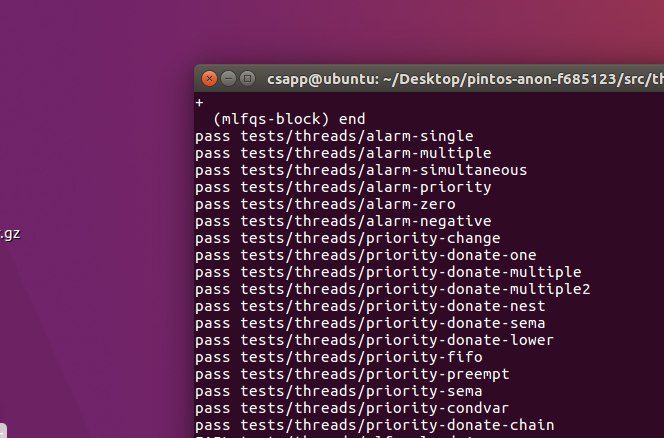 csapp@ubuntu: ~/Desktop/pintos-anon-f685123/src/th
+
(mlfqs-block) end
pass tests/threads/alarm-single
pass tests/threads/alarm-multiple
pass tests/threads/alarm-simultaneous
pass tests/threads/alarm-priority
pass tests/threads/alarm-zero
pass tests/threads/alarm-negative
pass tests/threads/priority-change
pass tests/threads/priority-donate-one
pass tests/threads/priority-donate-multiple
pass tests/threads/priority-donate-multiple2
pass tests/threads/priority-donate-nest
pass tests/threads/priority-donate-sema
pass tests/threads/priority-donate-lower
pass tests/threads/priority-fifo
pass tests/threads/priority-preempt
pass tests/threads/priority-sema
pass tests/threads/priority-condvar
pass tests/threads/priority-donate-chain
.gz